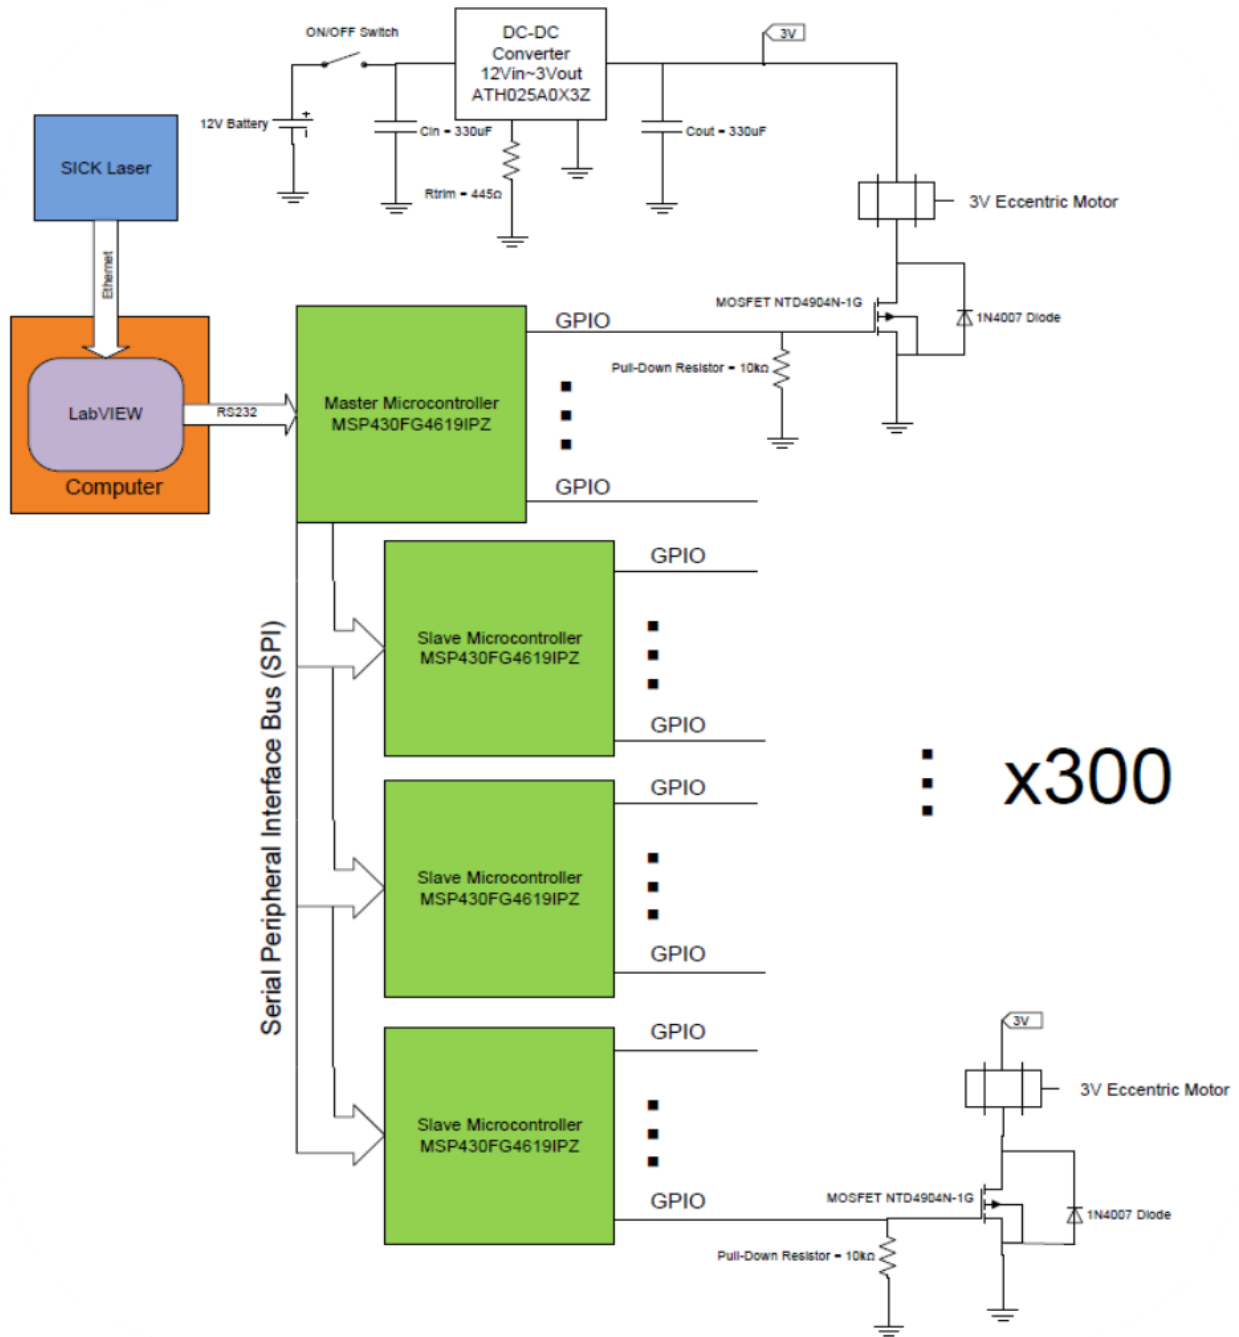 ON/OFF Switch
DC-DC
Converter
12Vin~3Vout
ATH025A0X3Z
3V
12V Battery
+
Cin = 330uF
Cout = 330uF
Rtrim = 445Ω
SICK Laser
Ethernet
3V Eccentric Motor
MOSFET NTD4904N-1G
1N4007 Diode
GPIO
Pull-Down Resistor = 10kΩ
LabVIEW
Computer
RS232
Master Microcontroller
MSP430FG4619IPZ
GPIO
Serial Peripheral Interface Bus (SPI)
GPIO
Slave Microcontroller
MSP430FG4619IPZ
GPIO
x300
GPIO
Slave Microcontroller
MSP430FG4619IPZ
GPIO
GPIO
Slave Microcontroller
MSP430FG4619IPZ
GPIO
3V
3V Eccentric Motor
MOSFET NTD4904N-1G
1N4007 Diode
Pull-Down Resistor = 10kΩ